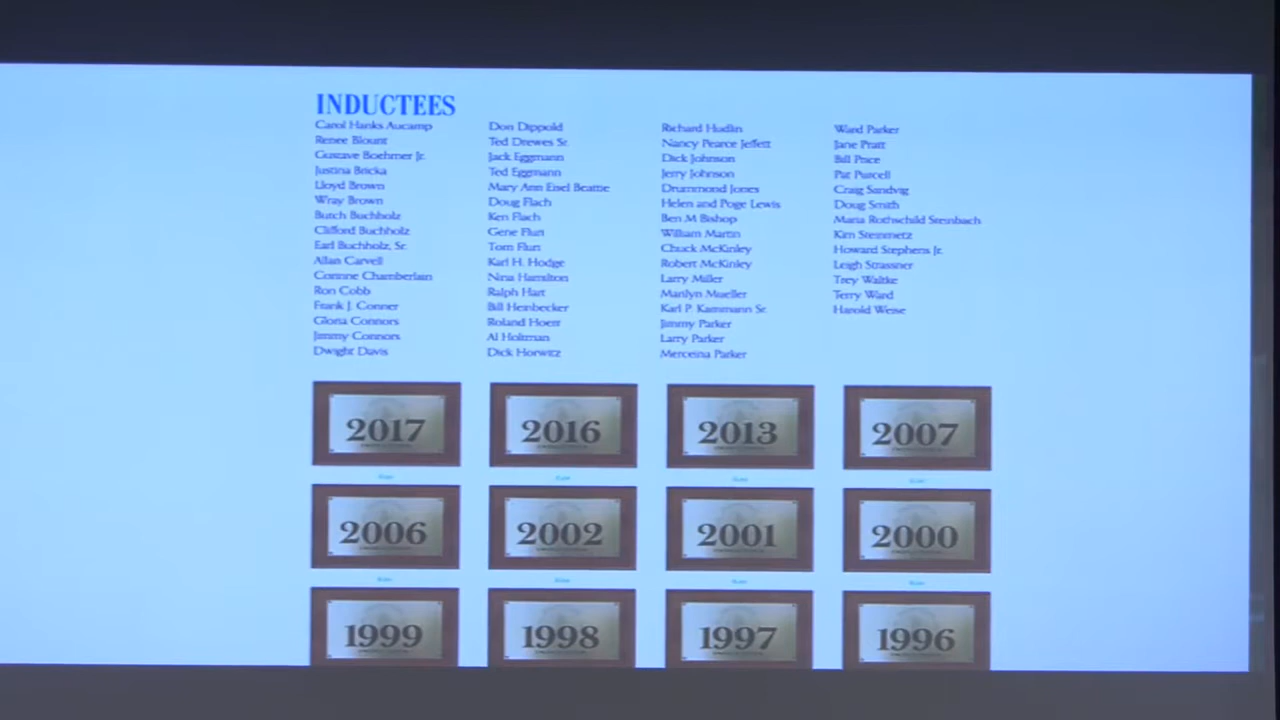 INDUCTEES
Carol Hanks Aucamp
Renee Blount
Gustave Boehmer Jr.
Justina Bricka
Lloyd Brown
Wray Brown
Butch Buchholz
Clifford Buchholz
Earl Buchholz, Sr.
Allan Carvell
Corinne Chamberlain
Ron Cobb
Frank J. Conner
Gloria Connors
Jimmy Connors
Dwight Davis
Don Dippold
Ted Drewes Sr.
Jack Eggmann
Ted Eggmann
Mary Ann Eisel Beattie
Doug Flach
Ken Flach
Gene Fluri
Tom Fluri
Karl H. Hodge
Nina Hamilton
Ralph Hart
Bill Heinbecker
Roland Hoerr
Al Holtman
Dick Horwitz
Richard Hudlin
Nancy Pearce Jeffett
Dick Johnson
Jerry Johnson
Drummond Jones
Helen and Poge Lewis
Ben M Bishop
William Martin
Chuck McKinley
Robert McKinley
Larry Miller
Marilyn Mueller
Karl P. Kammann Sr.
Jimmy Parker
Larry Parker
Merceina Parker
Ward Parker
Jane Pratt
Bill Price
Pat Purcell
Craig Sandvig
Doug Smith
Maria Rothschild Steinbach
Kim Steinmetz
Howard Stephens Jr.
Leigh Strassner
Trey Waltke
Terry Ward
Harold Weise
2017
2016
2013
2007
2006
2002
2001
2000
1999
1998
1997
1996